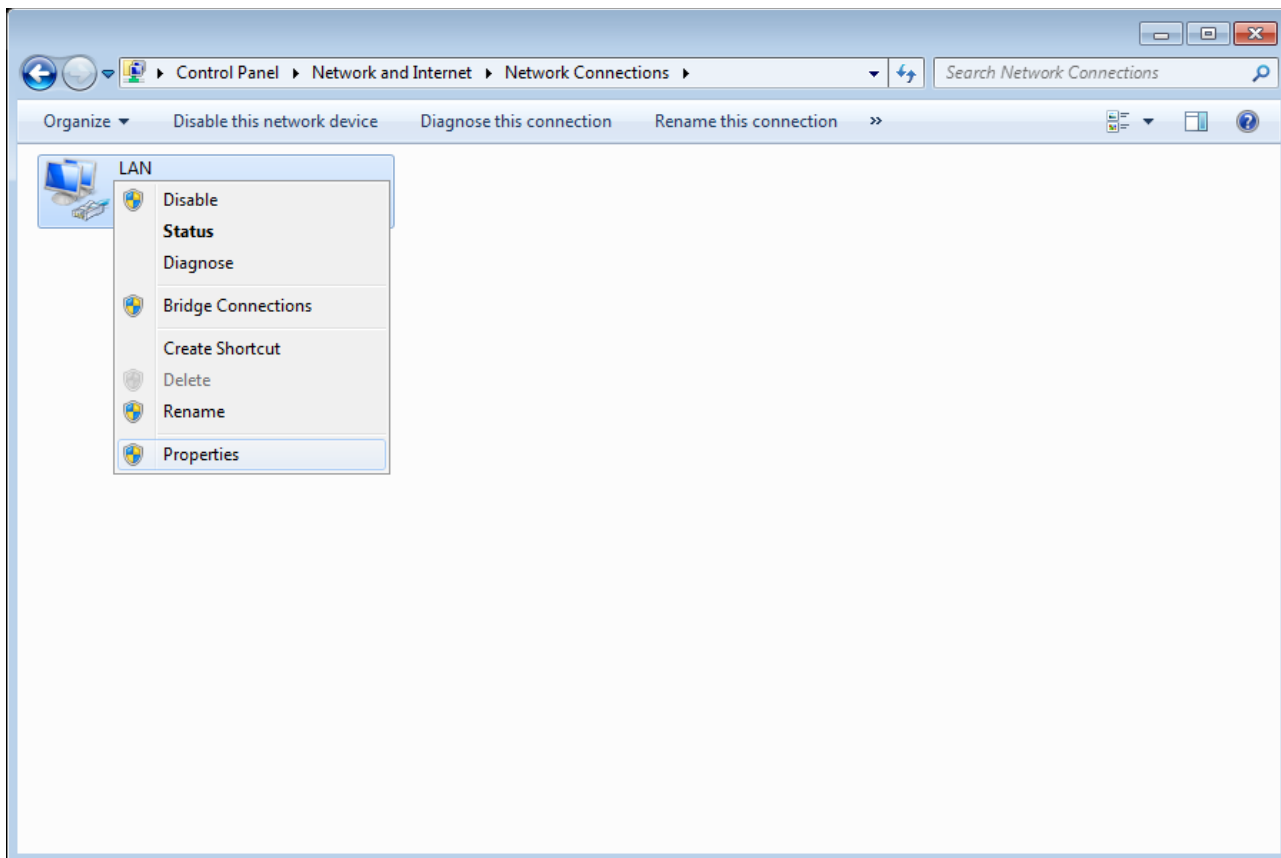 Control Panel Network and Internet Network Connections Search Network Connections
Organize Disable this network device Diagnose this connection Rename this connection »
LAN
Disable
Status
Diagnose
Bridge Connections
Create Shortcut
Delete
Rename
Properties